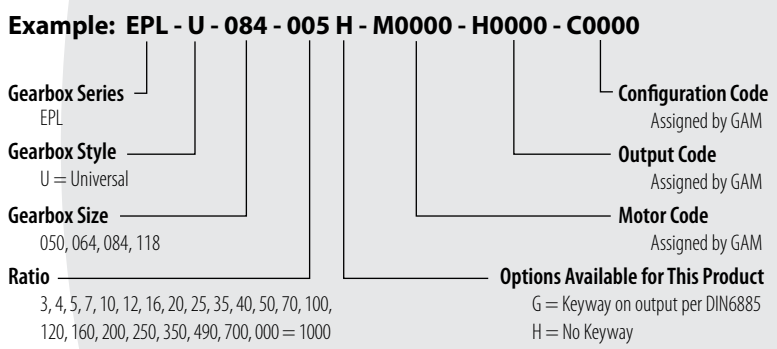 Example: EPL - U - 084 - 005 H - M0000 - H0000 - C0000
Gearbox Series
EPL
Gearbox Style
U = Universal
Gearbox Size
050, 064, 084, 118
Ratio
3, 4, 5, 7, 10, 12, 16, 20, 25, 35, 40, 50, 70, 100,
120, 160, 200, 250, 350, 490, 700, 000 = 1000
Configuration Code
Assigned by GAM
Output Code
Assigned by GAM
Motor Code
Assigned by GAM
Options Available for This Product
G = Keyway on output per DIN6885
H = No Keyway